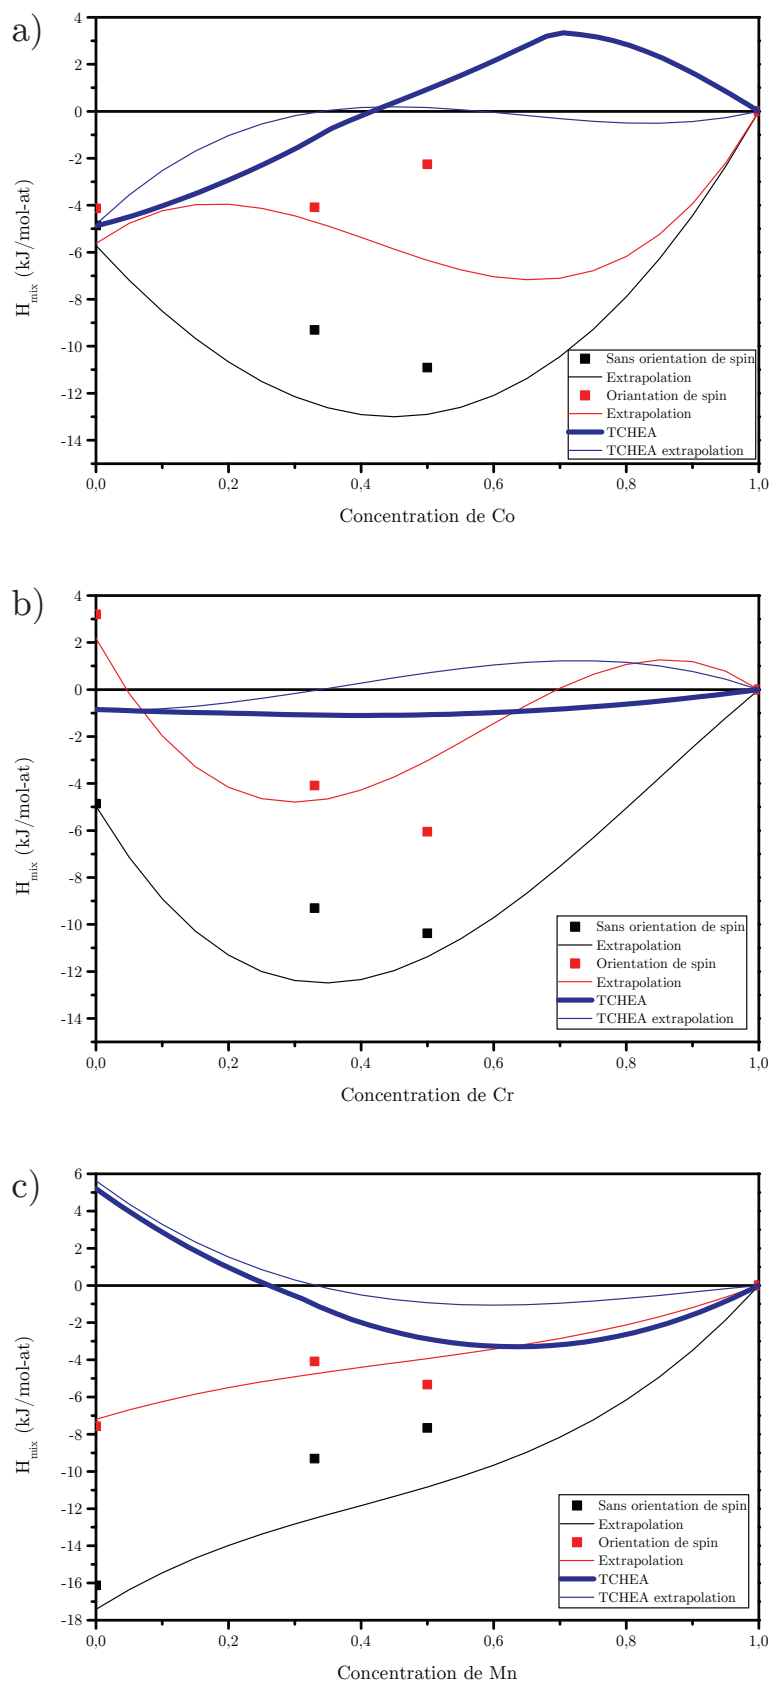 a)
4
2
0
-2
-4
-6
-8
-10
-12
-14
H_mix (kJ/mol-at)
Sans orientation de spin
Extrapolation
Oriantation de spin
Extrapolation
TCHEA
TCHEA extrapolation
0,0 0,2 0,4 0,6 0,8 1,0
Concentration de Co
b)
4
2
0
-2
-4
-6
-8
-10
-12
-14
H_mix (kJ/mol-at)
Sans orientation de spin
Extrapolation
Orientation de spin
Extrapolation
TCHEA
TCHEA extrapolation
0,0 0,2 0,4 0,6 0,8 1,0
Concentration de Cr
c)
6
4
2
0
-2
-4
-6
-8
-10
-12
-14
-16
-18
H_mix (kJ/mol-at)
Sans orientation de spin
Extrapolation
Orientation de spin
Extrapolation
TCHEA
TCHEA extrapolation
0,0 0,2 0,4 0,6 0,8 1,0
Concentration de Mn